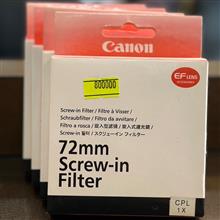 Canon
800000
EF LENS
Screw-in Filter / Filtre à Visser /
Schraubfilter / Filtro da avvitare /
Filtro a rosca / 旋入型滤镜 / 嵌入式濾光鏡 /
Screw-in 필터 / スクリューイン フィルター
72mm
Screw-in
Filter
CPL
1X